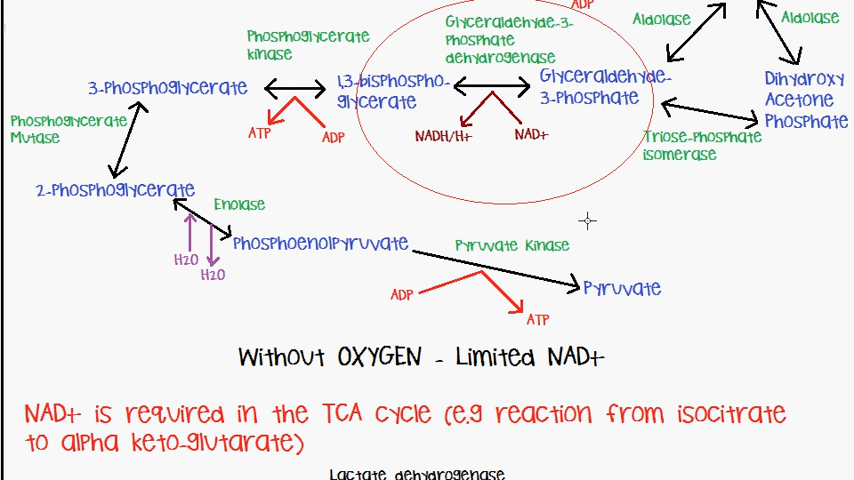 ADP
Aldolase
Aldolase
Glyceraldehyde-3-
Phosphate
dehydrogenase
Phosphoglycerate
kinase
3-Phosphoglycerate
1,3-bisphospho-
glycerate
Glyceraldehyde-
3-Phosphate
Dihydroxy
Acetone
Phosphate
Phosphoglycerate
Mutase
ATP
ADP
NADH/H+
NAD+
Triose-Phosphate
isomerase
2-Phosphoglycerate
Enolase
H2O
H2O
Phosphoenolpyruvate
Pyruvate Kinase
ADP
ATP
Pyruvate
Without OXYGEN - Limited NAD+
NAD+ is required in the TCA cycle (e.g reaction from isocitrate
to alpha keto-glutarate)
Lactate dehydrogenase